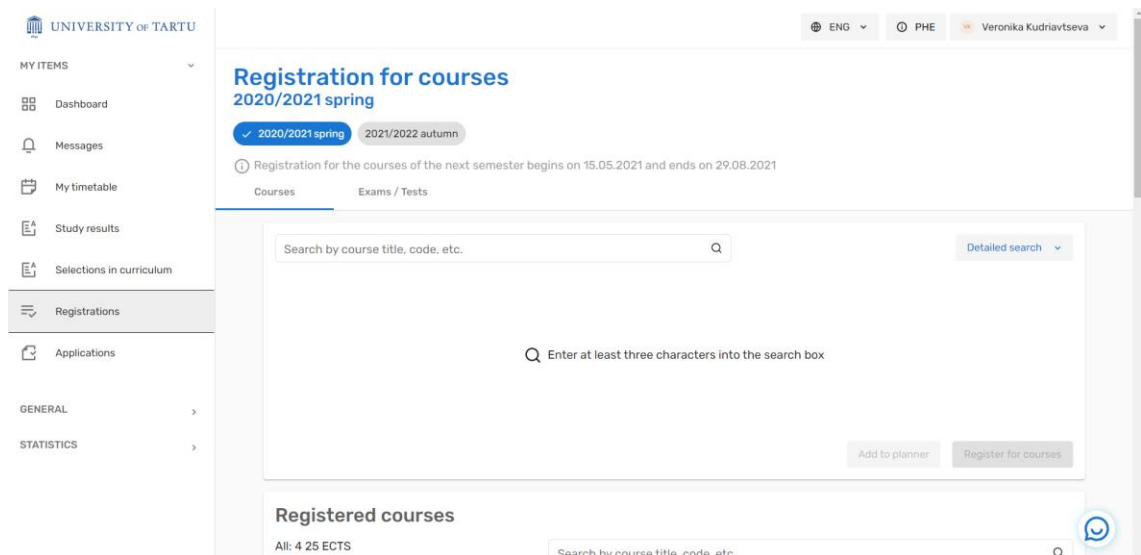 UNIVERSITY OF TARTU
ENG
PHE
VK
Veronika Kudriavtseva
MY ITEMS
Dashboard
Messages
My timetable
Study results
Selections in curriculum
Registrations
Applications
GENERAL
STATISTICS
Registration for courses
2020/2021 spring
2020/2021 spring
2021/2022 autumn
Registration for the courses of the next semester begins on 15.05.2021 and ends on 29.08.2021
Courses
Exams / Tests
Search by course title, code, etc.
Detailed search
Enter at least three characters into the search box
Add to planner
Register for courses
Registered courses
All: 4 25 ECTS
Search by course title, code, etc.